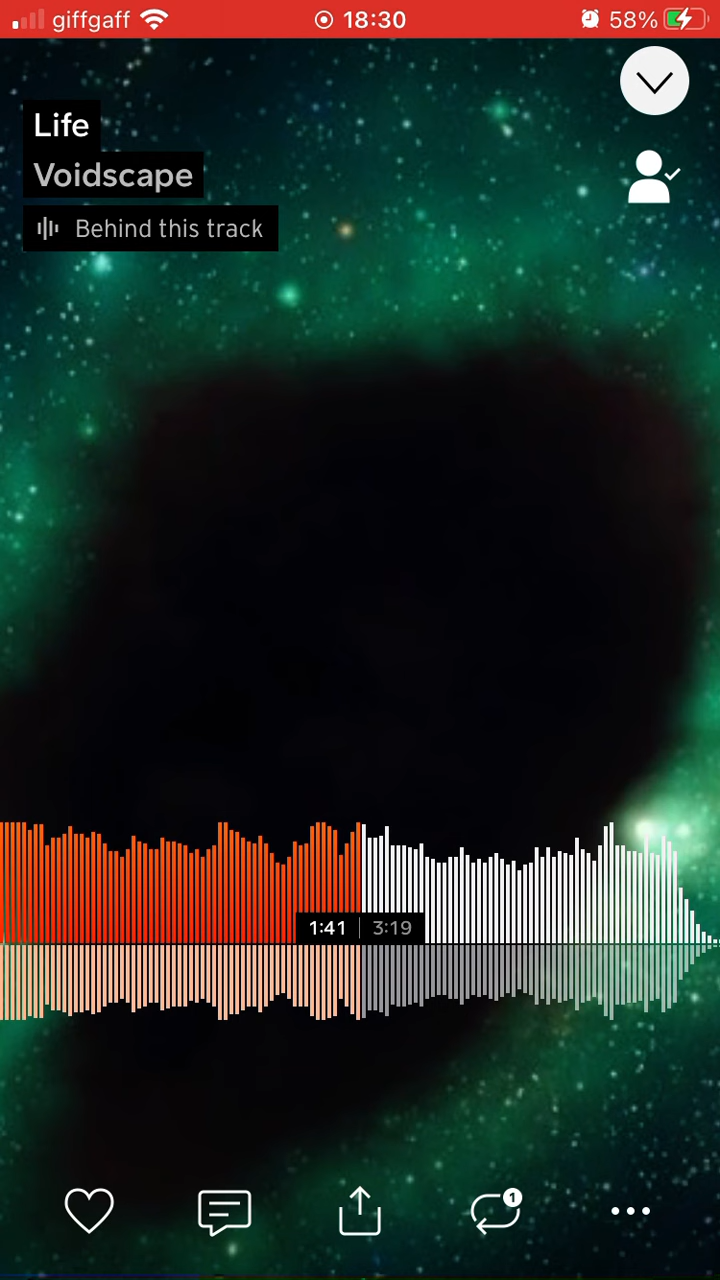 giffgaff 18:30 58%
Life
Voidscape
Behind this track
1:41 3:19
1